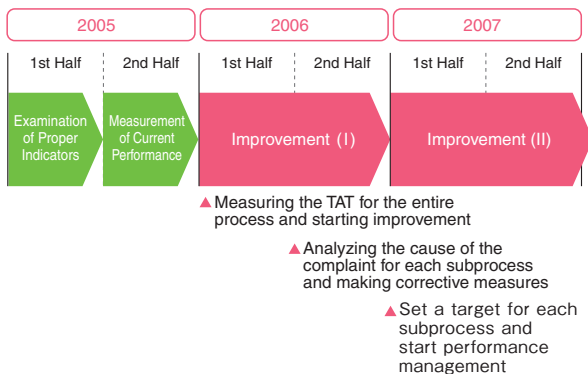 2005 2006 2007
1st Half 2nd Half 1st Half 2nd Half 1st Half 2nd Half
Examination
of Proper
Indicators
Measurement
of Current
Performance
Improvement (I)
Improvement (II)
▲ Measuring the TAT for the entire
process and starting improvement
▲ Analyzing the cause of the
complaint for each subprocess
and making corrective measures
▲ Set a target for each
subprocess and
start performance
management